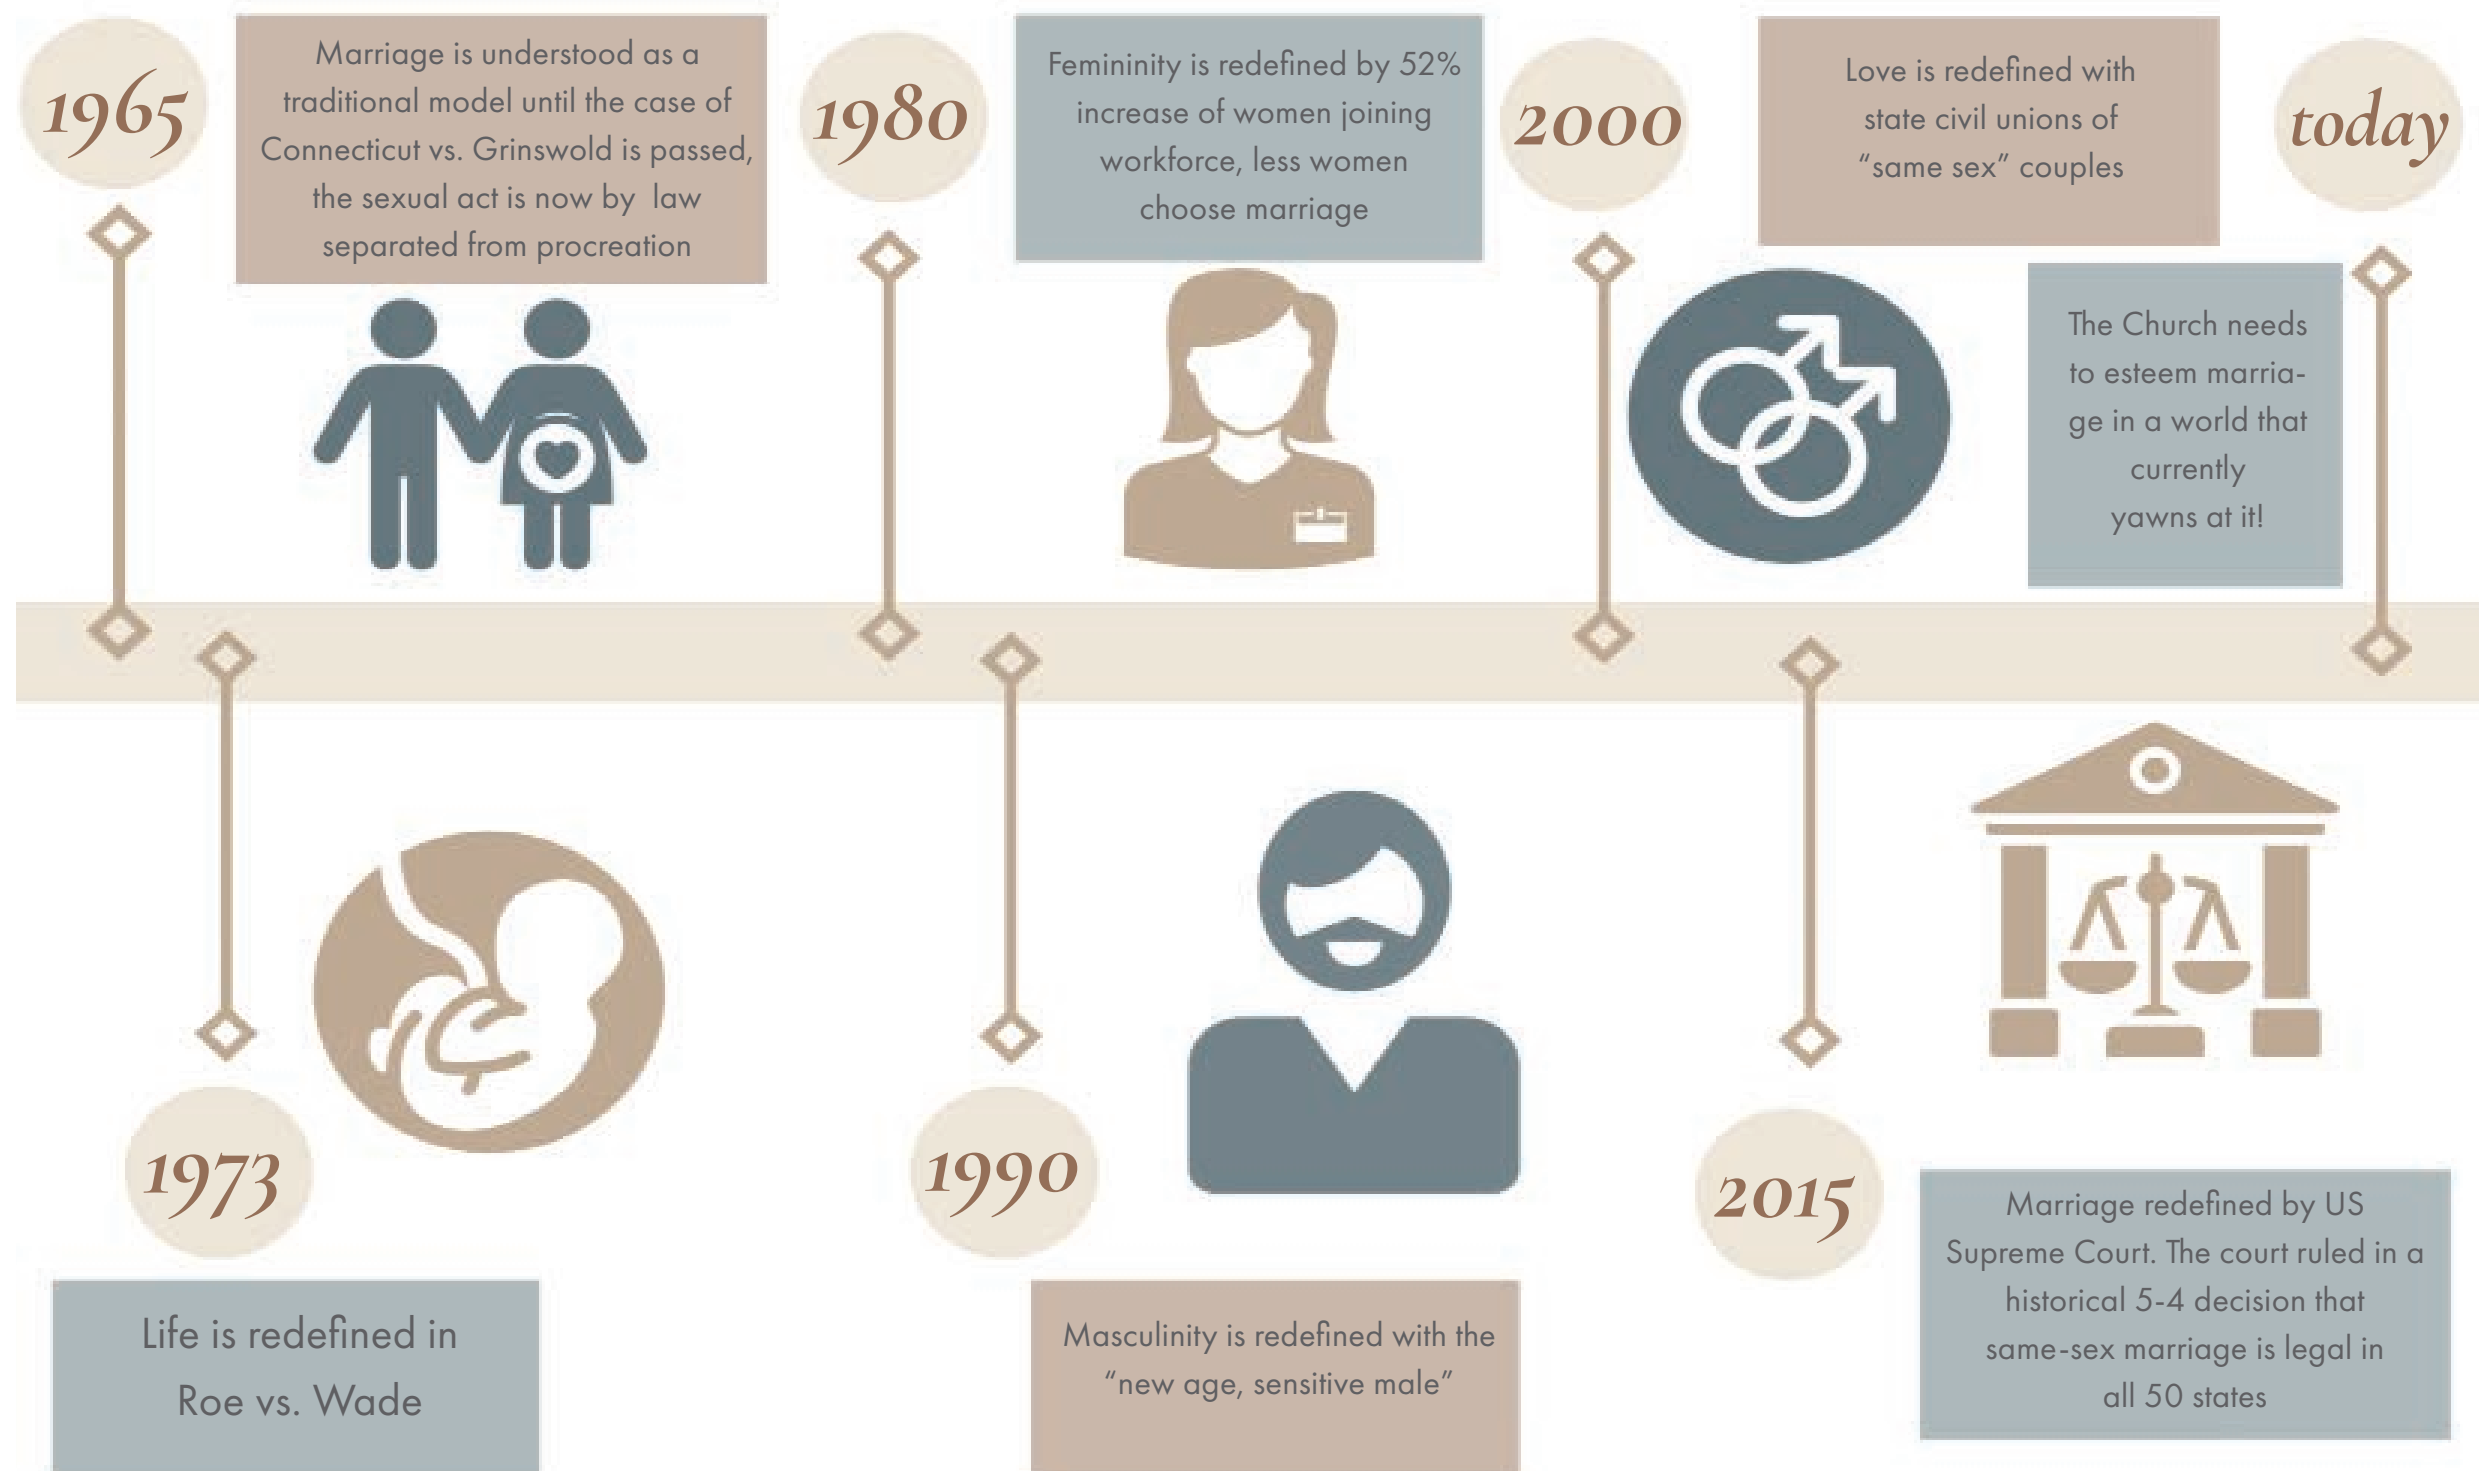 1965
Marriage is understood as a
traditional model until the case of
Connecticut vs. Grinswold is passed,
the sexual act is now by law
separated from procreation
1973
Life is redefined in
Roe vs. Wade
1980
Femininity is redefined by 52%
increase of women joining
workforce, less women
choose marriage
1990
Masculinity is redefined with the
“new age, sensitive male”
2000
Love is redefined with
state civil unions of
“same sex” couples
2015
Marriage redefined by US
Supreme Court. The court ruled in a
historical 5-4 decision that
same-sex marriage is legal in
all 50 states
today
The Church needs
to esteem marria-
ge in a world that
currently
yawns at it!